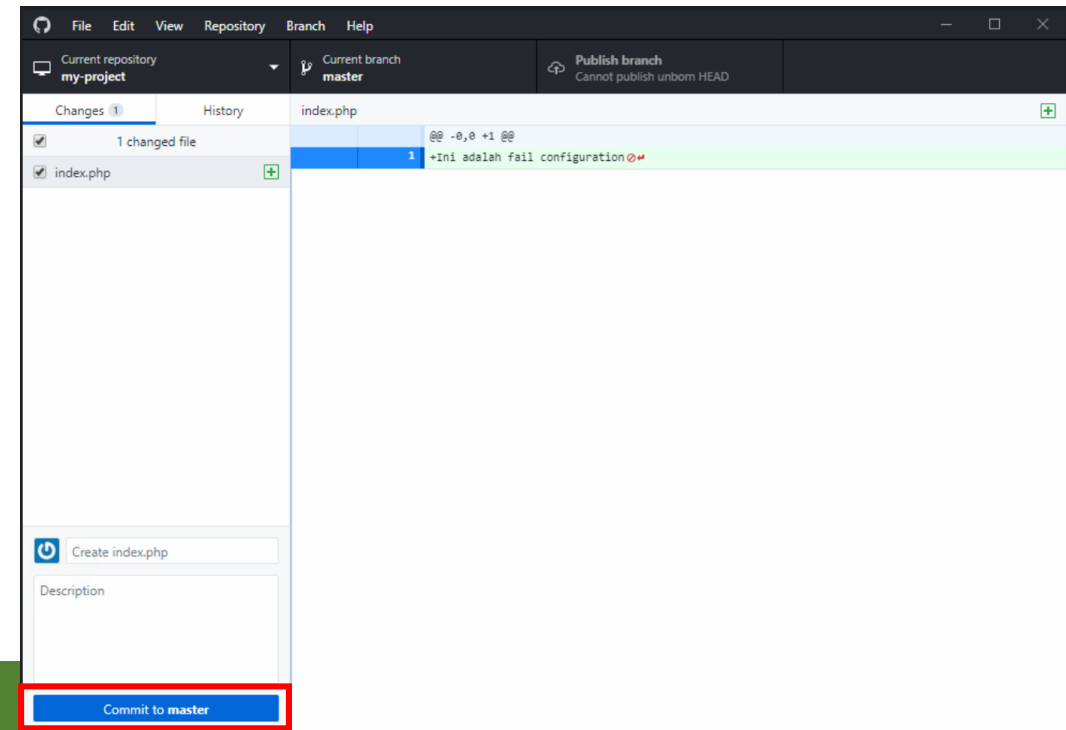 File Edit View Repository Branch Help
Current repository
my-project
Current branch
master
Publish branch
Cannot publish unborn HEAD
Changes 1 History
index.php
1 changed file
index.php
@@ -0,0 +1 @@
1 +Ini adalah fail configuration
Create index.php
Description
Commit to master